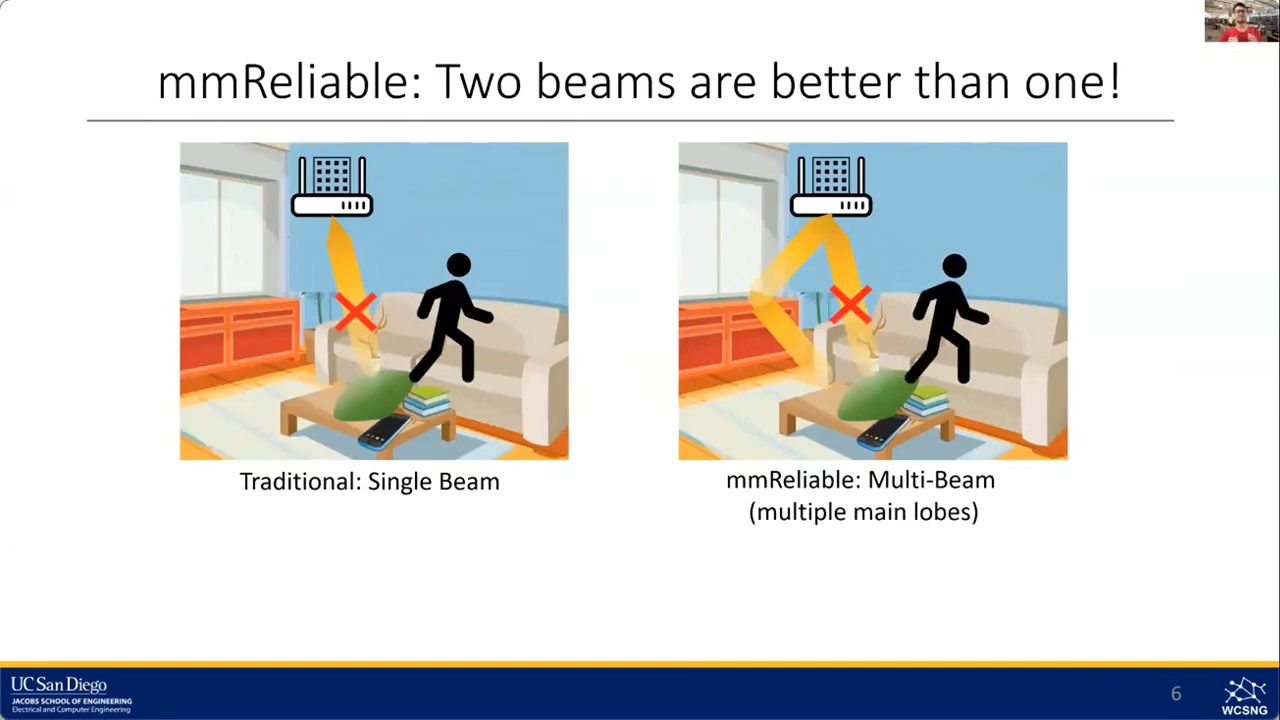 mmReliable: Two beams are better than one!
Traditional: Single Beam
mmReliable: Multi-Beam
(multiple main lobes)
UC San Diego
JACOBS SCHOOL OF ENGINEERING
Electrical and Computer Engineering
6
WCSNG